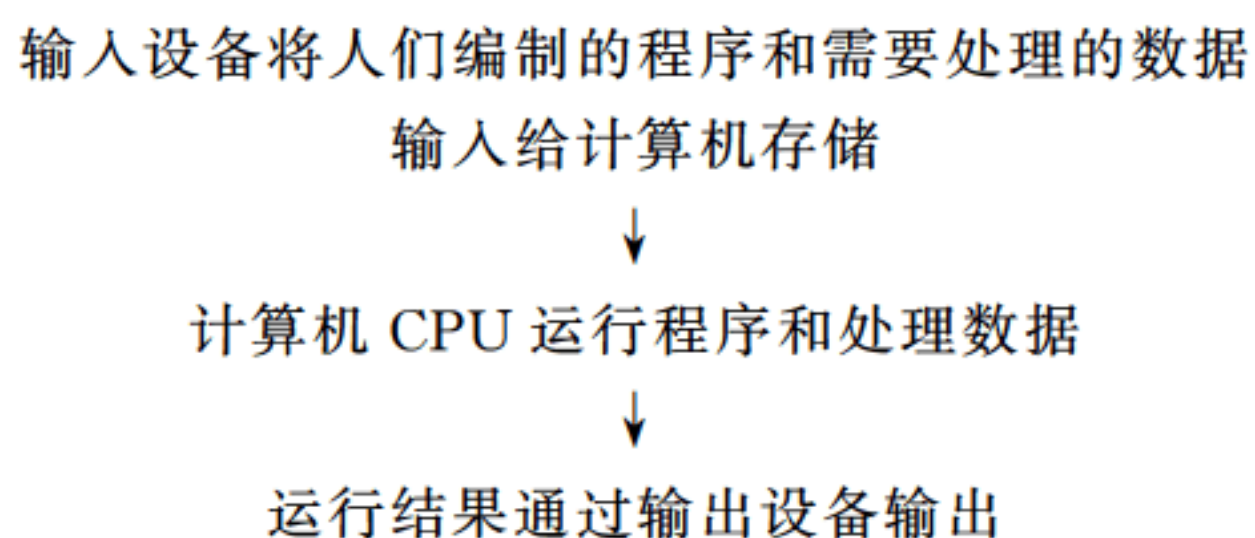 输入设备将人们编制的程序和需要处理的数据
输入给计算机存储
↓
计算机 CPU 运行程序和处理数据
↓
运行结果通过输出设备输出